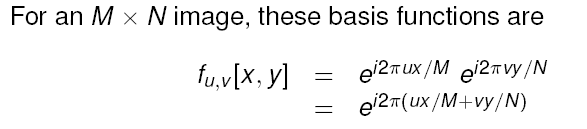 For an M × N image, these basis functions are
f_{u,v}[x, y] = e^{i2πux/M} e^{i2πvy/N}
= e^{i2π(ux/M+vy/N)}